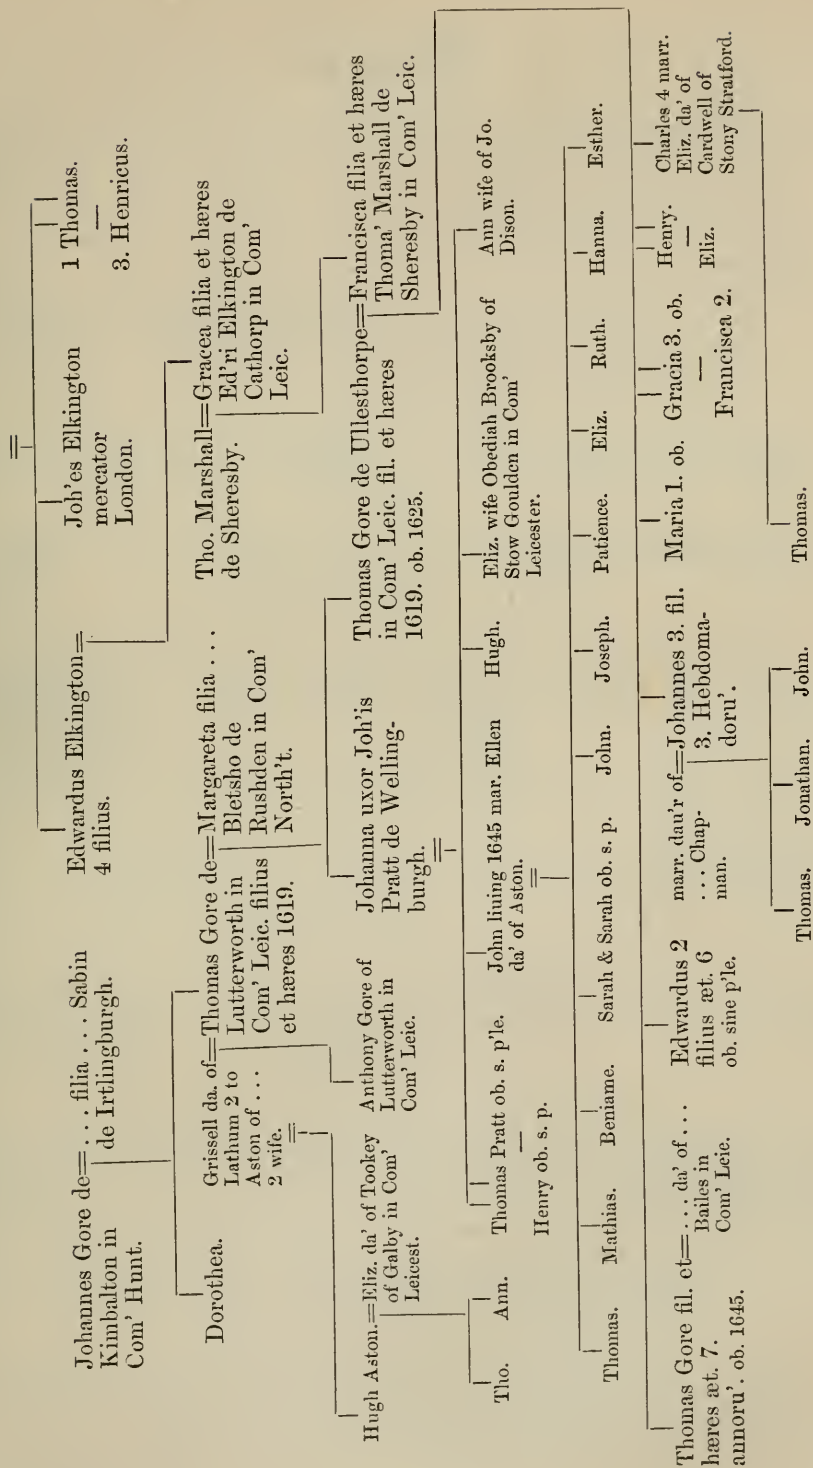 Johannes Gore de=... filia ... Sabin
Kimbalton in
de Irtlingburgh.
Com' Hunt.
Edwardus Elkington=
4 filius.
Joh'es Elkington
mercator
London.
1 Thomas.
3. Henricus.
Dorothea.
Grissell da. of=Thomas Gore de=Margareta filia ...
Lathum 2 to
Aston of ...
2 wife.
Lutterworth in
Com' Leic. filius
et hæres 1619.
Bletsho de
Rushden in Com'
North't.
Tho. Marshall=Gracea filia et hæres
de Sheresby.
Ed'ri Elkington de
Cathorp in Com'
Leic.
Hugh Aston.=Eliz. da' of Tookey
of Galby in Com'
Leicest.
Anthony Gore of
Lutterworth in
Com' Leic.
Johanna uxor Joh'is
Pratt de Welling-
burgh.
Thomas Gore de Ullesthorpe=Francisca filia et hæres
in Com' Leic. fil. et hæres
1619. ob. 1625.
Thoma' Marshall de
Sheresby in Com' Leic.
Tho.
Ann.
Thomas Pratt ob. s. p'le.
Henry ob. s. p.
John liuing 1645 mar. Ellen
da' of Aston.
Hugh.
Eliz. wife Obediah Brooksby of
Stow Goulden in Com'
Leicester.
Ann wife of Jo.
Dison.
Thomas.
Mathias.
Beniame.
Sarah & Sarah ob. s. p.
John.
Joseph.
Patience.
Eliz.
Ruth.
Hanna.
Esther.
Thomas Gore fil. et=... da' of ...
hæres æt. 7.
annoru'. ob. 1645.
Bailes in
Com' Leic.
Edwardus 2
filius æt. 6
ob. sine p'le.
marr. dau'r of=Johannes 3. fil.
... Chap-
man.
3. Hebdoma-
doru'.
Maria 1. ob.
Gracia 3. ob.
Francisca 2.
Henry.
Eliz.
Charles 4 marr.
Eliz. da' of
Cardwell of
Stony Stratford.
Thomas.
Jonathan.
John.
Thomas.